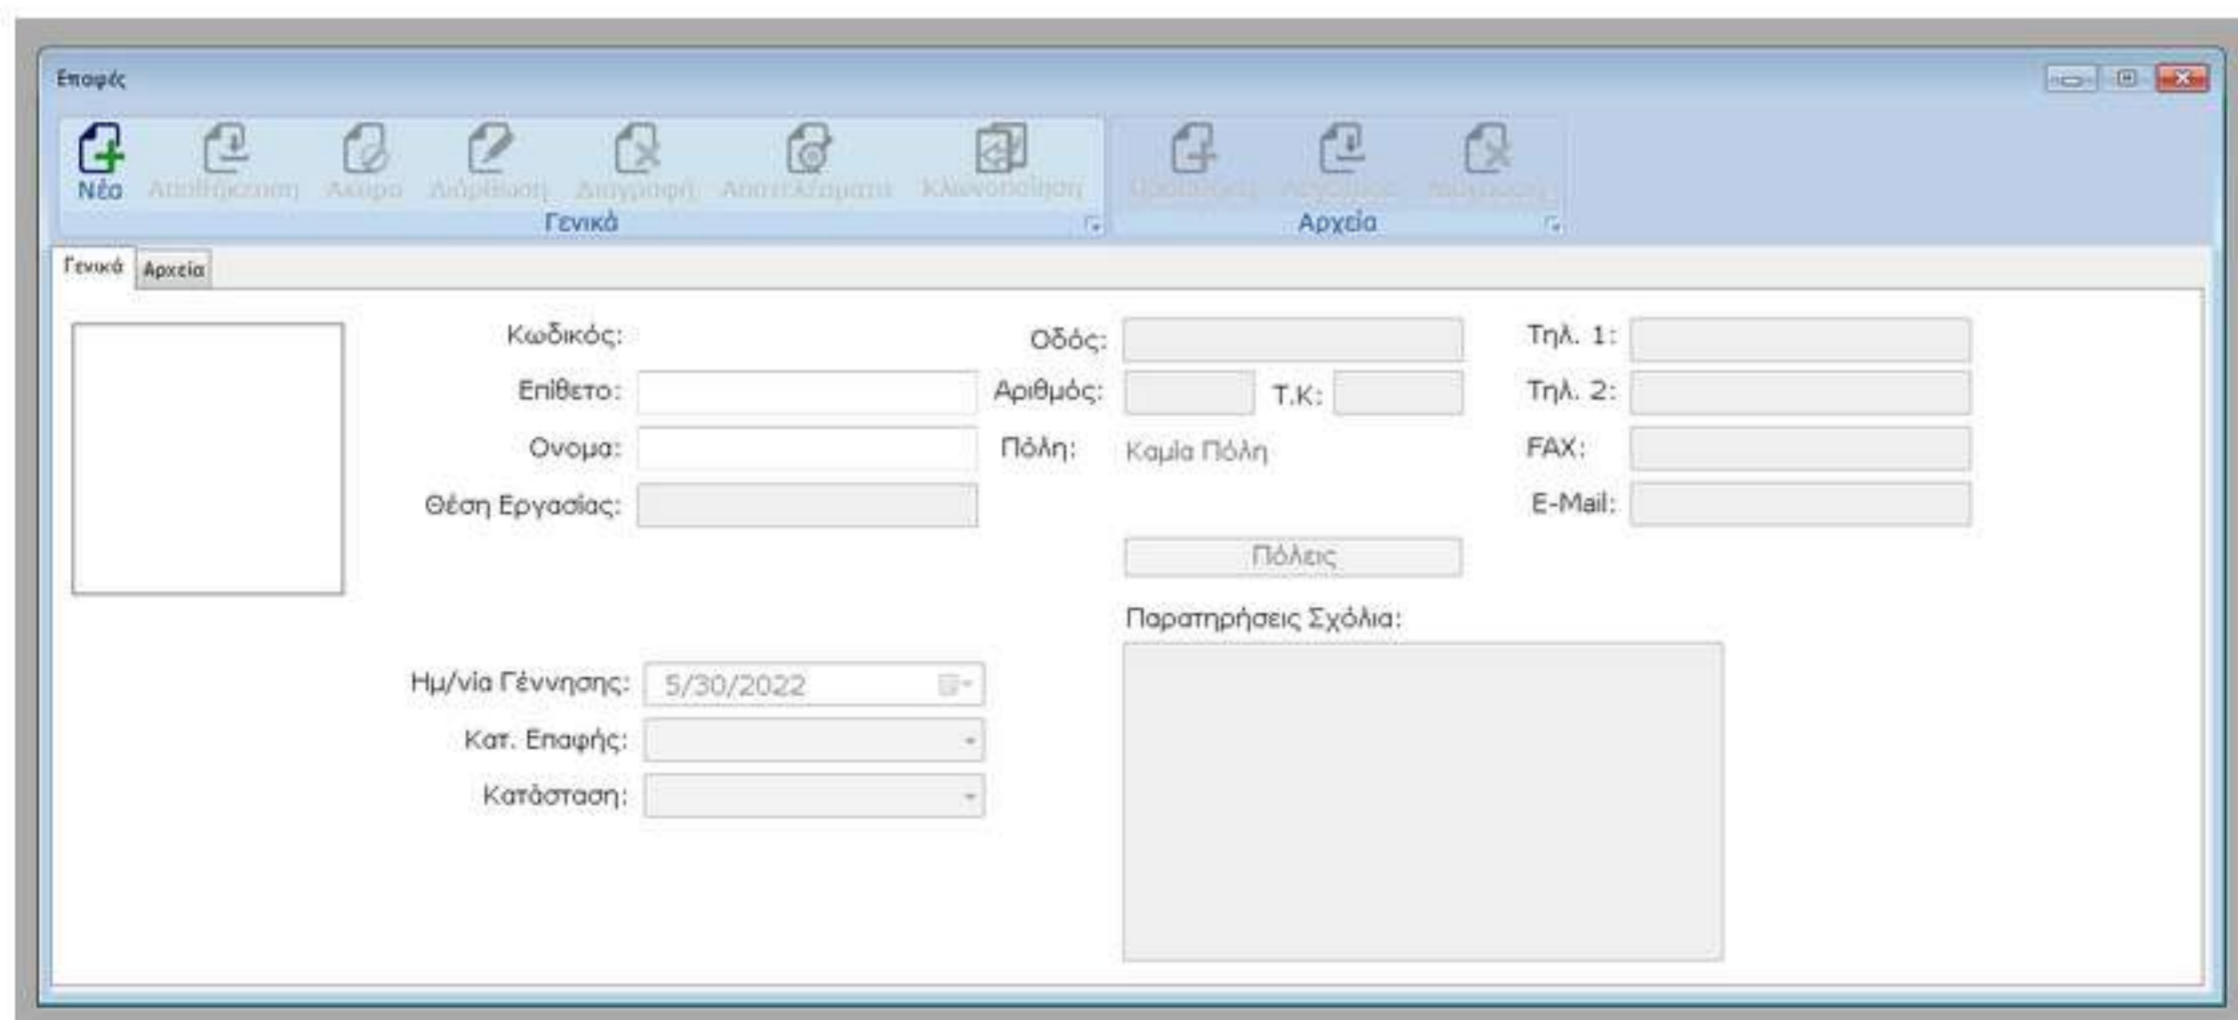 Επαφές
Νέα Αποθήκευση Ακύρο Διόρθωση Διαγραφή Αποτελέσματα Κλωνοποίηση
Γενικά Αρχεία
Γενικά Αρχεία
Κωδικός: Οδός: Τηλ. 1:
Επίθετο: Αριθμός: Τ.Κ: Τηλ. 2:
Ονομα: Πόλη: Καμία Πόλη FAX:
Θέση Εργασίας: E-Mail:
Πόλεις
Παρατηρήσεις Σχόλια:
Ημ/νία Γέννησης: 5/30/2022
Κατ. Επαφής:
Κατάσταση: